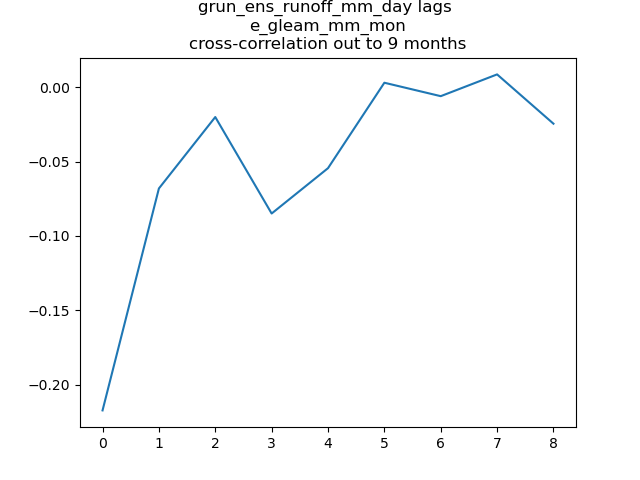 grun_ens_runoff_mm_day lags
e_gleam_mm_mon
cross-correlation out to 9 months
0.00
−0.05
−0.10
−0.15
−0.20
0 1 2 3 4 5 6 7 8